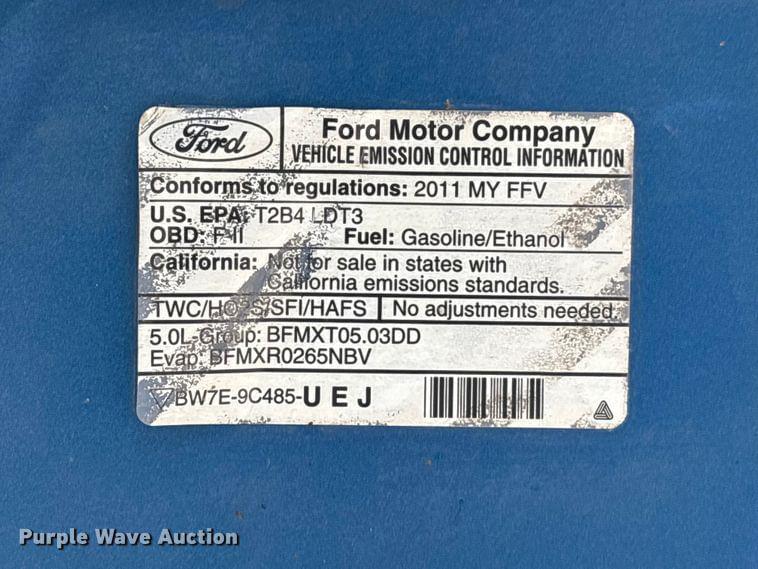 Ford
Ford Motor Company
VEHICLE EMISSION CONTROL INFORMATION
Conforms to regulations: 2011 MY FFV
U.S. EPA: T2B4 LDT3
OBD: F-II Fuel: Gasoline/Ethanol
California: Not for sale in states with
California emissions standards.
TWC/HO2S/SFI/HAFS No adjustments needed.
5.0L-Group: BFMXT05.03DD
Evap: BFMXR0265NBV
BW7E-9C485-UEJ
Purple Wave Auction